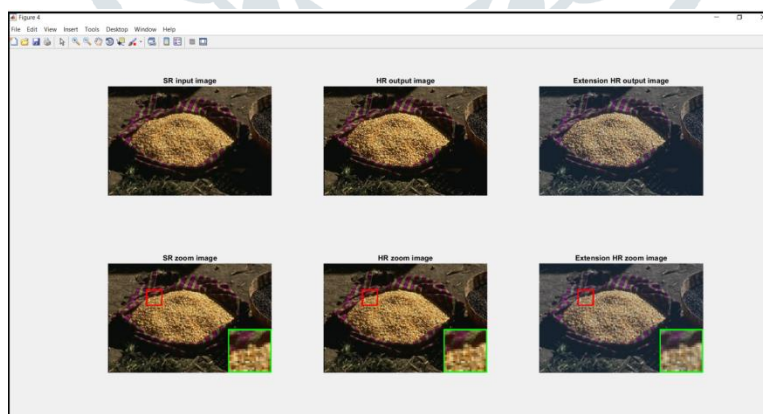 Figure 4
File Edit View Insert Tools Desktop Window Help
SR input image
HR output image
Extension HR output image
SR zoom image
HR zoom image
Extension HR zoom image